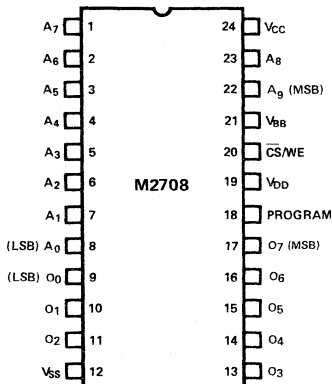 A7 1 24 VCC
A6 2 23 A8
A5 3 22 A9 (MSB)
A4 4 21 VBB
A3 5 20 C̅S̅/WE
A2 6 19 VDD
M2708
A1 7 18 PROGRAM
(LSB) A0 8 17 O7 (MSB)
(LSB) O0 9 16 O6
O1 10 15 O5
O2 11 14 O4
VSS 12 13 O3